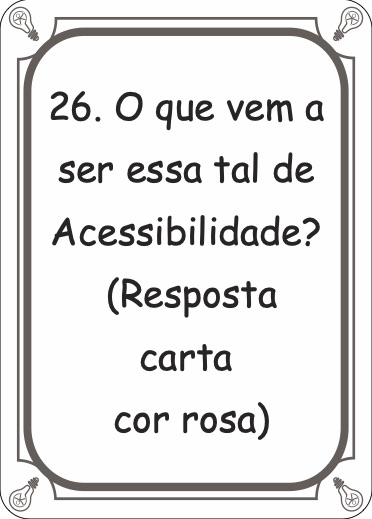 26. O que vem a
ser essa tal de
Acessibilidade?
(Resposta
carta
cor rosa)